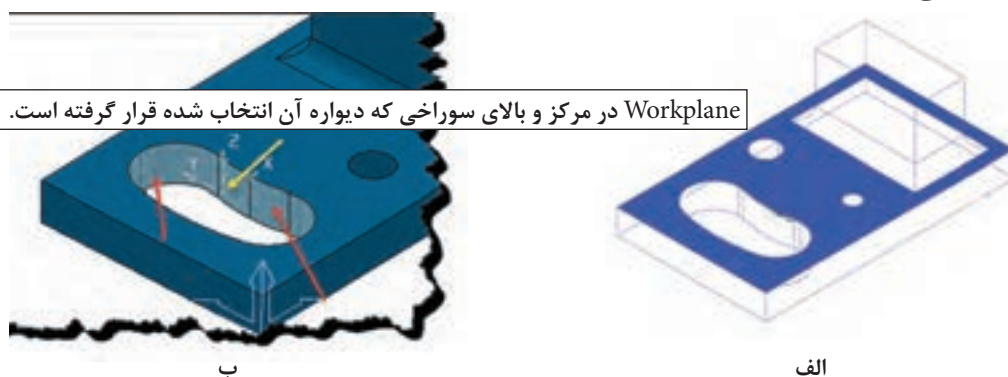 Workplane در مرکز و بالای سوراخی که دیواره آن انتخاب شده قرار گرفته است.
Z
X
الف
ب